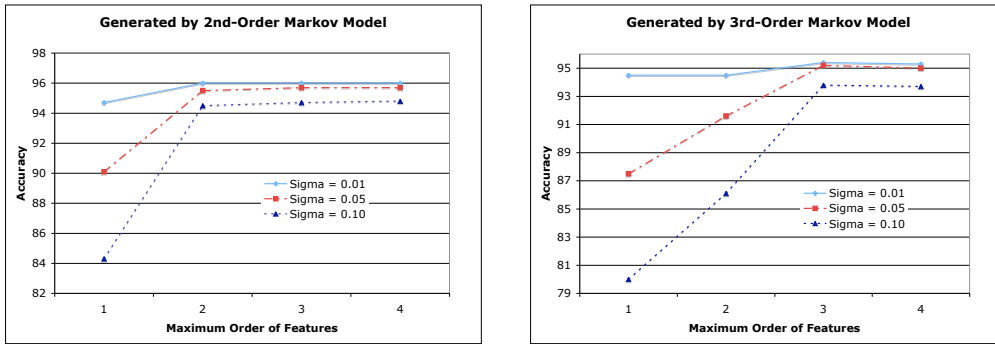 Generated by 2nd-Order Markov Model
98
96
94
92
90
88
86
84
82
Accuracy
Sigma = 0.01
Sigma = 0.05
Sigma = 0.10
1 2 3 4
Maximum Order of Features
Generated by 3rd-Order Markov Model
95
93
91
89
87
85
83
81
79
Accuracy
Sigma = 0.01
Sigma = 0.05
Sigma = 0.10
1 2 3 4
Maximum Order of Features